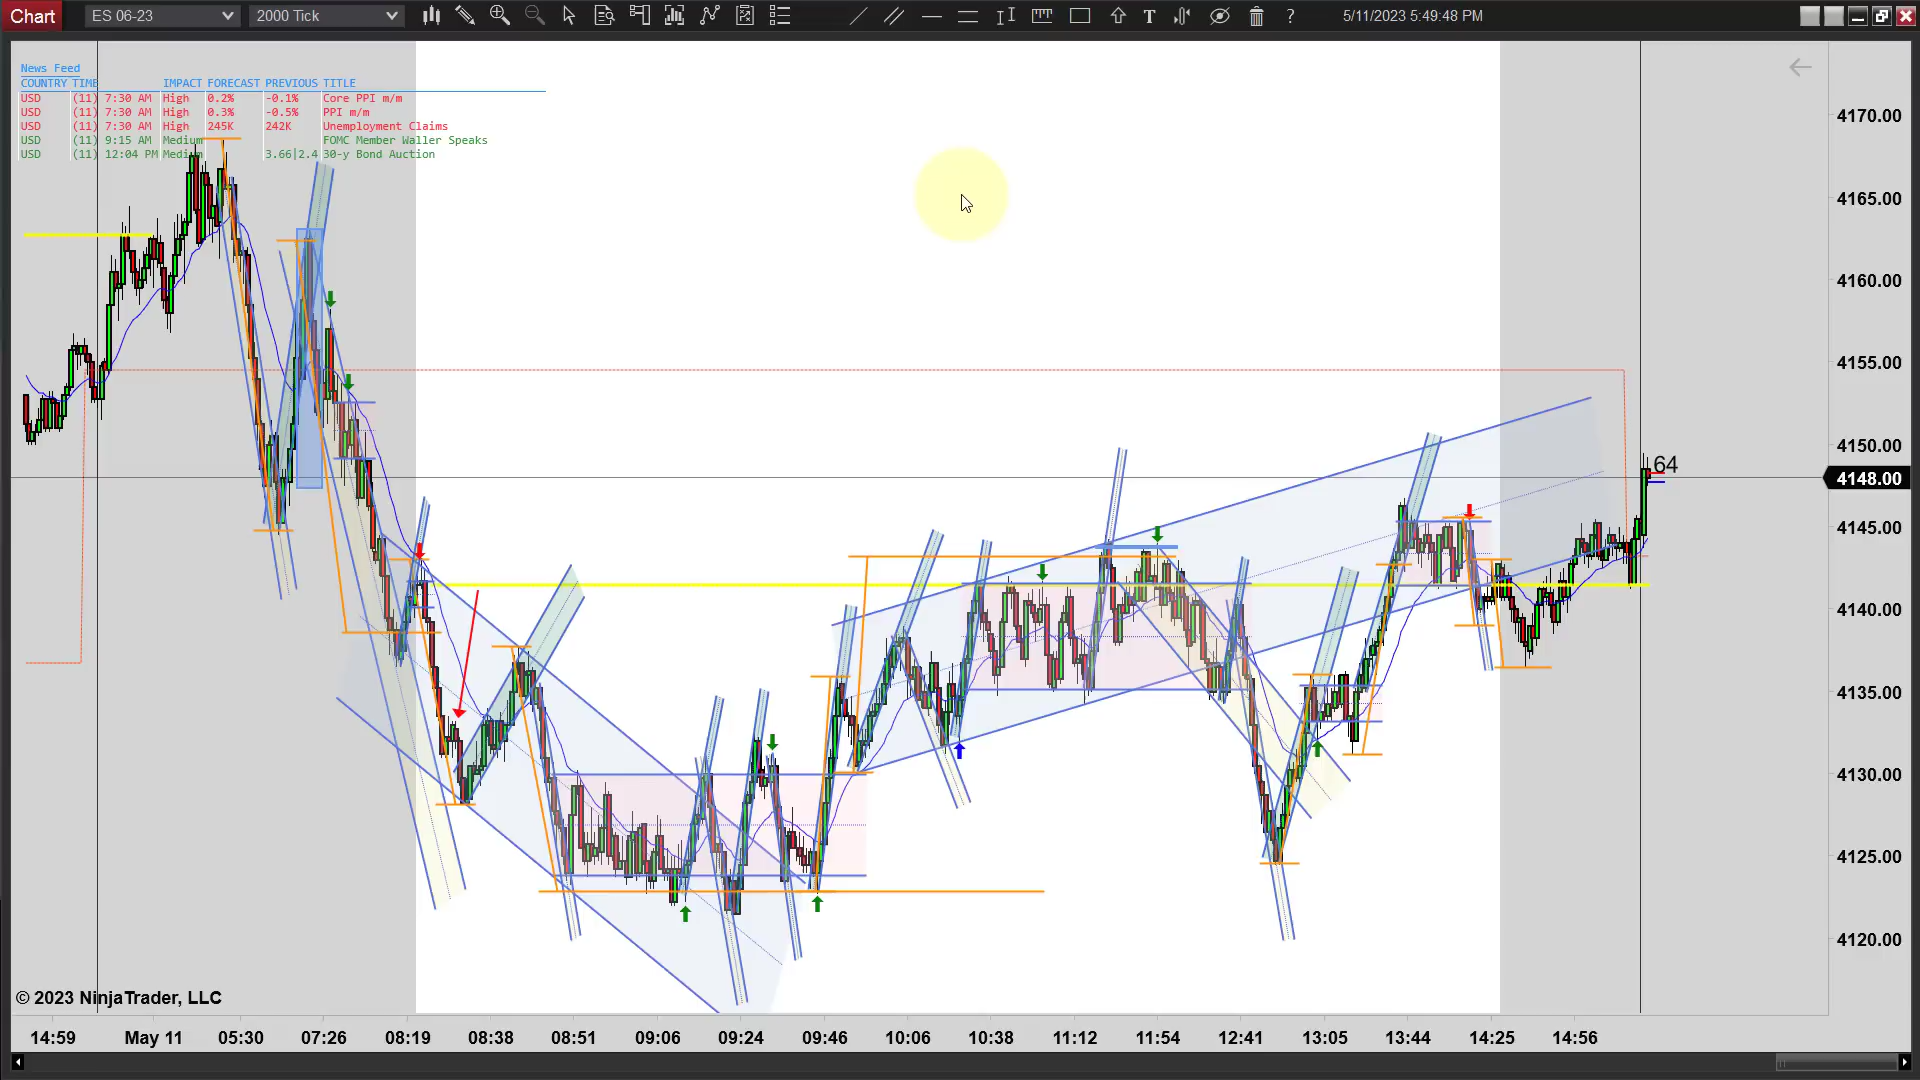 Chart ES 06-23 2000 Tick T ? 5/11/2023 5:49:48 PM
News Feed
COUNTRY TIME IMPACT FORECAST PREVIOUS TITLE
USD (11) 7:30 AM High 0.2% -0.1% Core PPI m/m
USD (11) 7:30 AM High 0.3% -0.5% PPI m/m
USD (11) 7:30 AM High 245K 242K Unemployment Claims
USD (11) 9:15 AM Medium FOMC Member Waller Speaks
USD (11) 12:04 PM Medium 3.66|2.4 30-y Bond Auction
4170.00
4165.00
4160.00
4155.00
4150.00
64
4148.00
4145.00
4140.00
4135.00
4130.00
4125.00
4120.00
© 2023 NinjaTrader, LLC
14:59 May 11 05:30 07:26 08:19 08:38 08:51 09:06 09:24 09:46 10:06 10:38 11:12 11:54 12:41 13:05 13:44 14:25 14:56